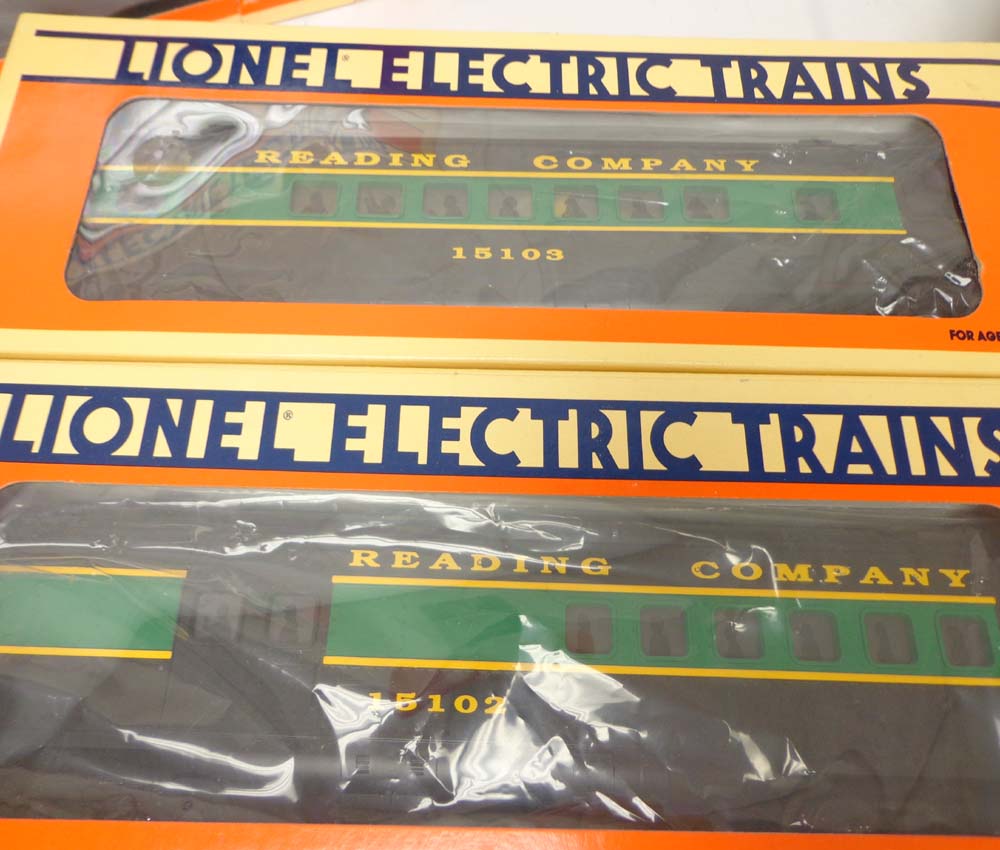 LIONEL® ELECTRIC TRAINS
READING COMPANY
15103
FOR AGE
LIONEL® ELECTRIC TRAINS
READING COMPANY
15102